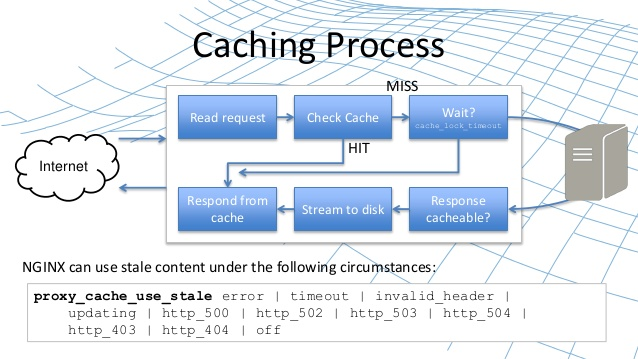 Caching Process
MISS
Read request
Check Cache
Wait?
cache_lock_timeout
Internet
HIT
Respond from
cache
Stream to disk
Response
cacheable?
NGINX can use stale content under the following circumstances:
proxy_cache_use_stale error | timeout | invalid_header |
updating | http_500 | http_502 | http_503 | http_504 |
http_403 | http_404 | off